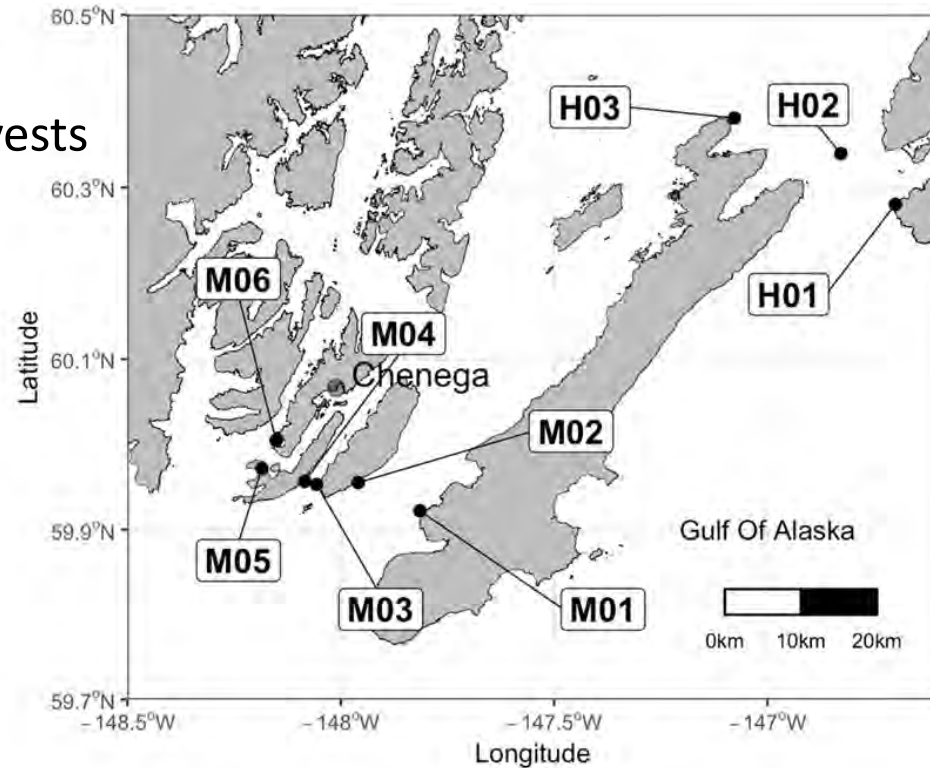 60.5°N
vests
H03
H02
60.3°N
M06
H01
M04
Latitude
60.1°N
Chenega
M02
59.9°N
Gulf Of Alaska
M05
M03
M01
0km 10km 20km
59.7°N
−148.5°W −148°W −147.5°W −147°W
Longitude